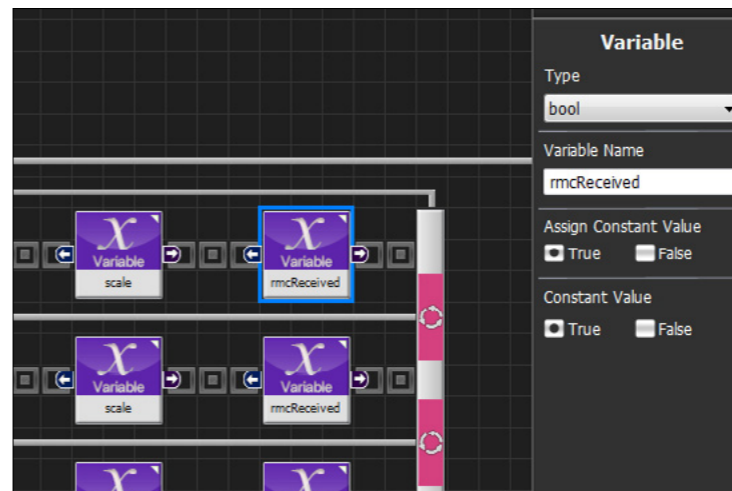 Variable
Type
bool
Variable Name
rmcReceived
Assign Constant Value
True False
Constant Value
True False
X X
Variable Variable
scale rmcReceived
X X
Variable Variable
scale rmcReceived
X X